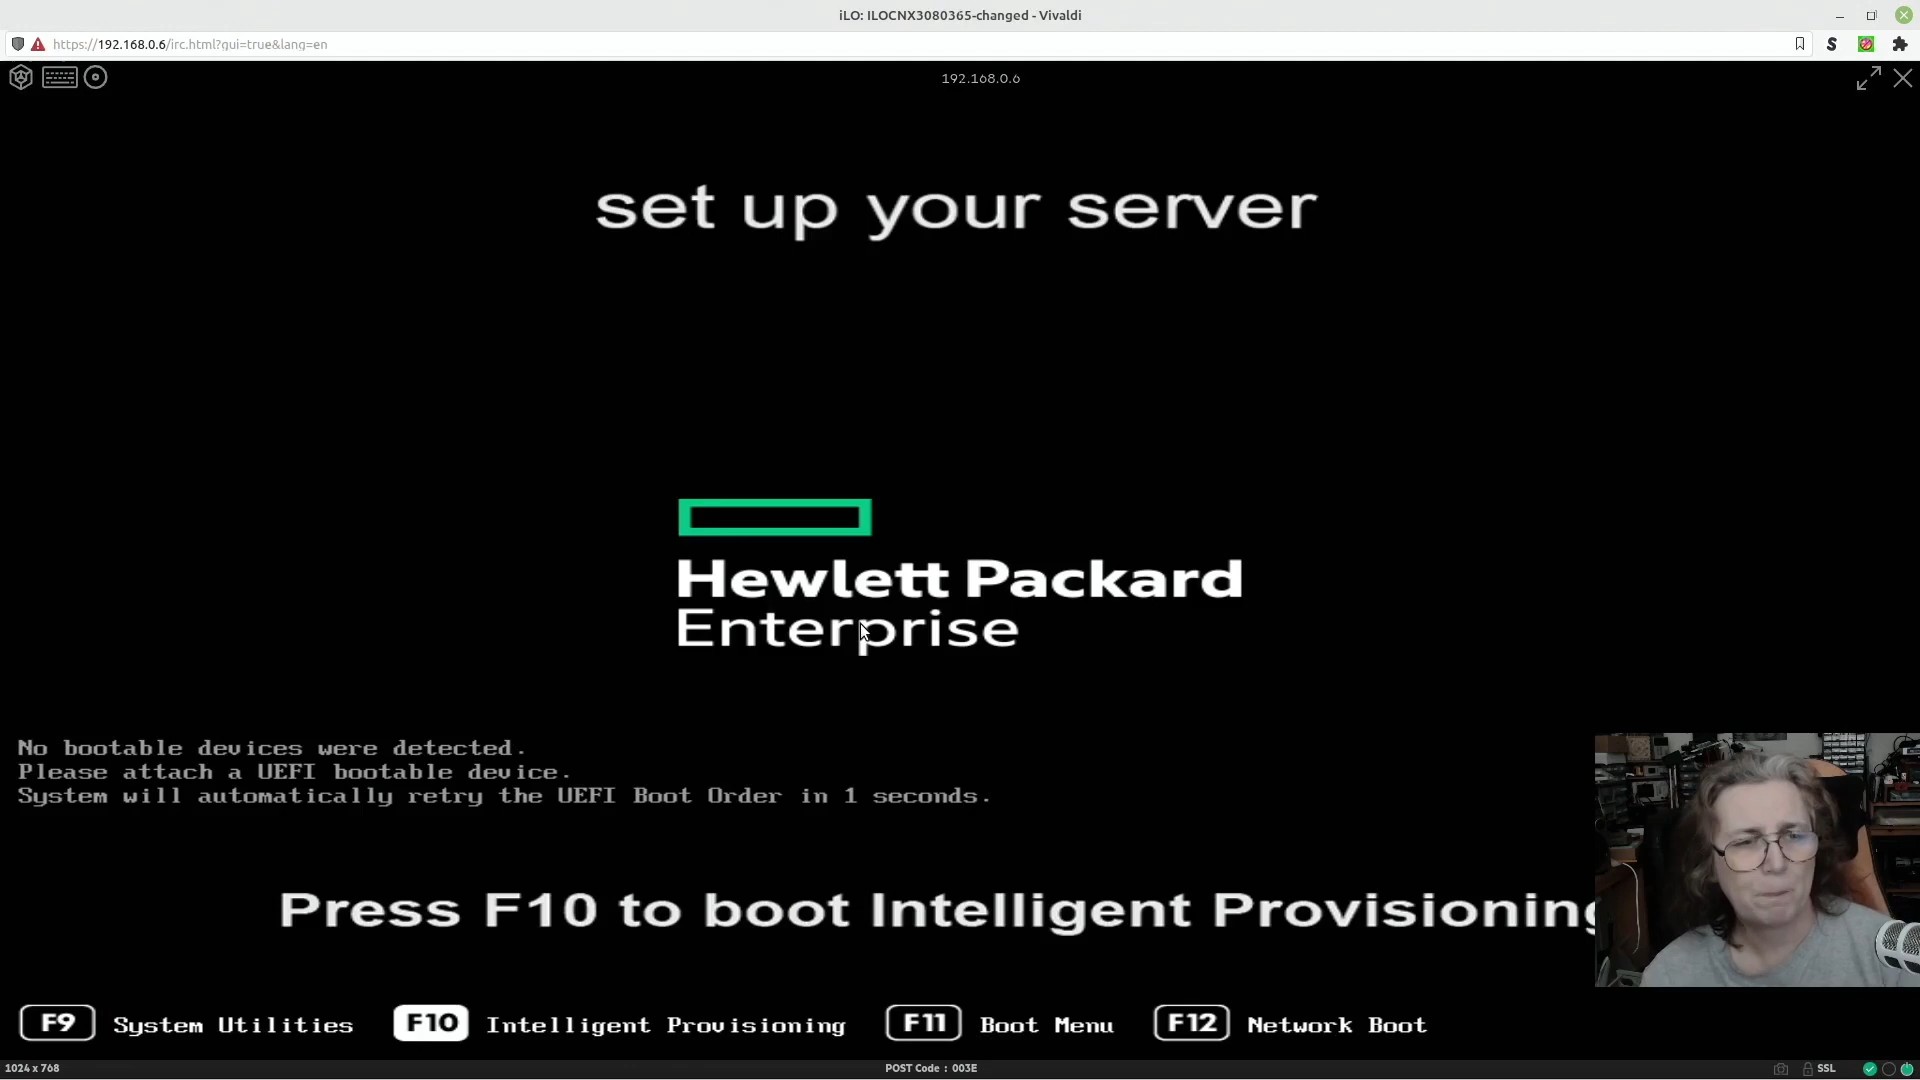 iLO: ILOCNX3080365-changed - Vivaldi
https://192.168.0.6/irc.html?gui=true&lang=en
192.168.0.6
set up your server
Hewlett Packard
Enterprise
No bootable devices were detected.
Please attach a UEFI bootable device.
System will automatically retry the UEFI Boot Order in 1 seconds.
Press F10 to boot Intelligent Provisioning
F9 System Utilities F10 Intelligent Provisioning F11 Boot Menu F12 Network Boot
1024 x 768 POST Code : 003E SSL